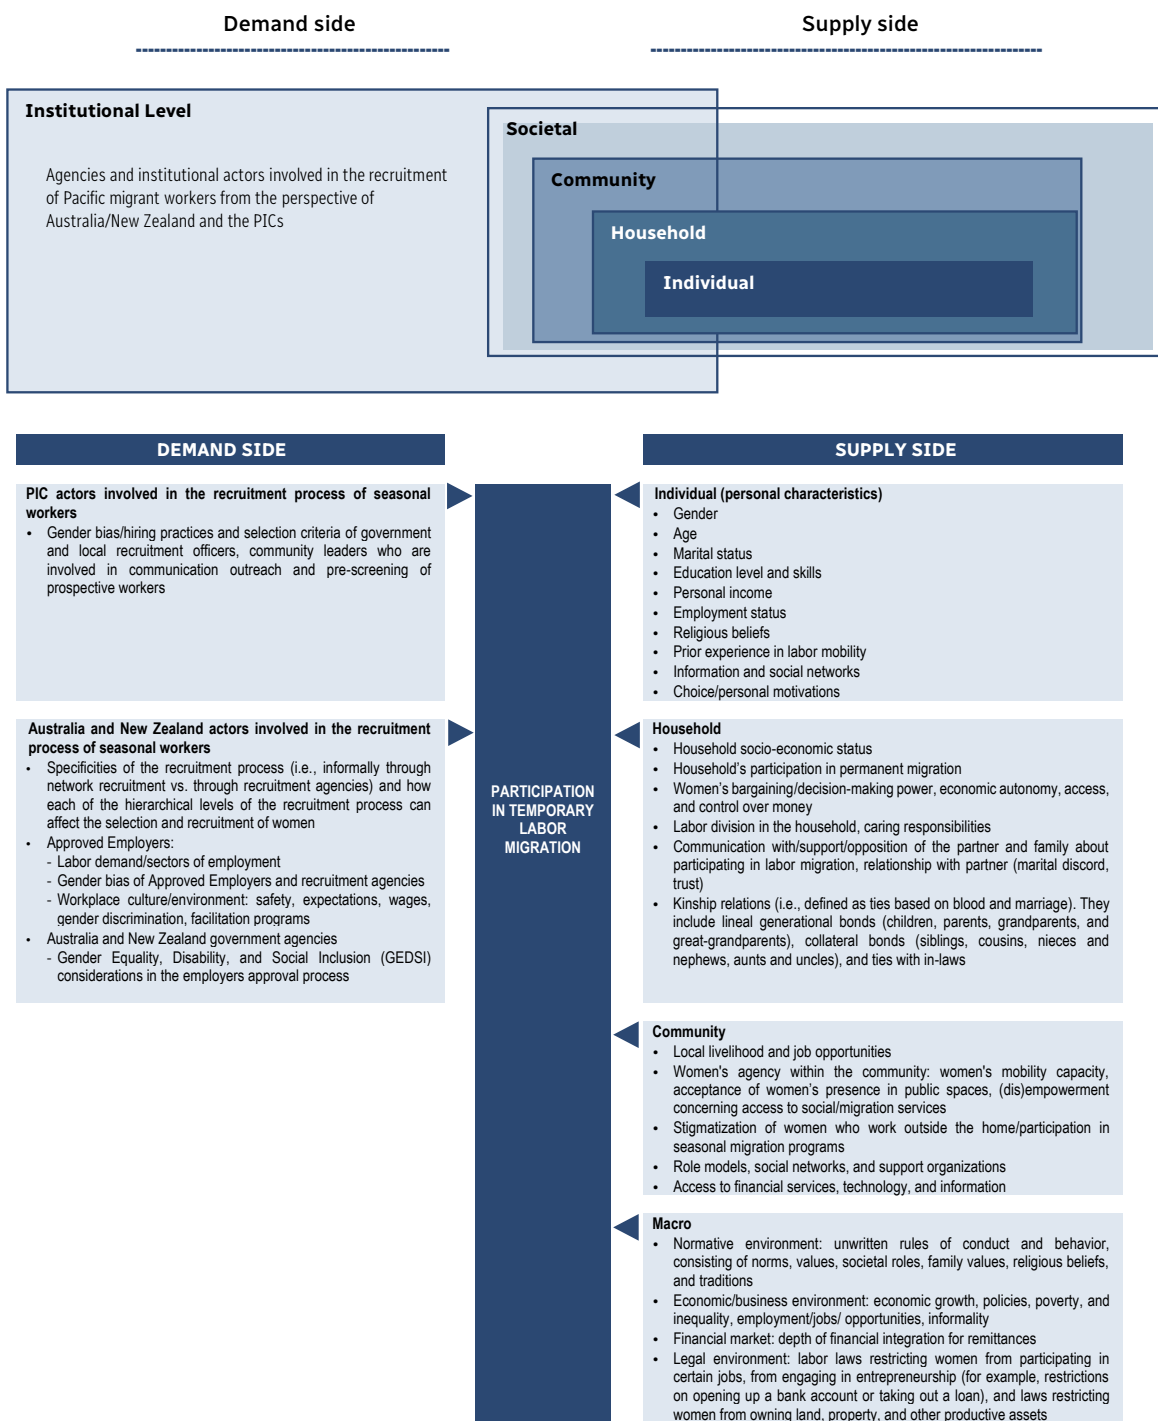 Demand side
Supply side
Institutional Level
Agencies and institutional actors involved in the recruitment
of Pacific migrant workers from the perspective of
Australia/New Zealand and the PICs
Societal
Community
Household
Individual
DEMAND SIDE
PIC actors involved in the recruitment process of seasonal
workers
• Gender bias/hiring practices and selection criteria of government
and local recruitment officers, community leaders who are
involved in communication outreach and pre-screening of
prospective workers
Australia and New Zealand actors involved in the recruitment
process of seasonal workers
• Specificities of the recruitment process (i.e., informally through
network recruitment vs. through recruitment agencies) and how
each of the hierarchical levels of the recruitment process can
affect the selection and recruitment of women
• Approved Employers:
- Labor demand/sectors of employment
- Gender bias of Approved Employers and recruitment agencies
- Workplace culture/environment: safety, expectations, wages,
gender discrimination, facilitation programs
• Australia and New Zealand government agencies
- Gender Equality, Disability, and Social Inclusion (GEDSI)
considerations in the employers approval process
PARTICIPATION
IN TEMPORARY
LABOR
MIGRATION
SUPPLY SIDE
Individual (personal characteristics)
• Gender
• Age
• Marital status
• Education level and skills
• Personal income
• Employment status
• Religious beliefs
• Prior experience in labor mobility
• Information and social networks
• Choice/personal motivations
Household
• Household socio-economic status
• Household's participation in permanent migration
• Women's bargaining/decision-making power, economic autonomy, access,
and control over money
• Labor division in the household, caring responsibilities
• Communication with/support/opposition of the partner and family about
participating in labor migration, relationship with partner (marital discord,
trust)
• Kinship relations (i.e., defined as ties based on blood and marriage). They
include lineal generational bonds (children, parents, grandparents, and
great-grandparents), collateral bonds (siblings, cousins, nieces and
nephews, aunts and uncles), and ties with in-laws
Community
• Local livelihood and job opportunities
• Women's agency within the community: women's mobility capacity,
acceptance of women's presence in public spaces, (dis)empowerment
concerning access to social/migration services
• Stigmatization of women who work outside the home/participation in
seasonal migration programs
• Role models, social networks, and support organizations
• Access to financial services, technology, and information
Macro
• Normative environment: unwritten rules of conduct and behavior,
consisting of norms, values, societal roles, family values, religious beliefs,
and traditions
• Economic/business environment: economic growth, policies, poverty, and
inequality, employment/jobs/ opportunities, informality
• Financial market: depth of financial integration for remittances
• Legal environment: labor laws restricting women from participating in
certain jobs, from engaging in entrepreneurship (for example, restrictions
on opening up a bank account or taking out a loan), and laws restricting
women from owning land, property, and other productive assets